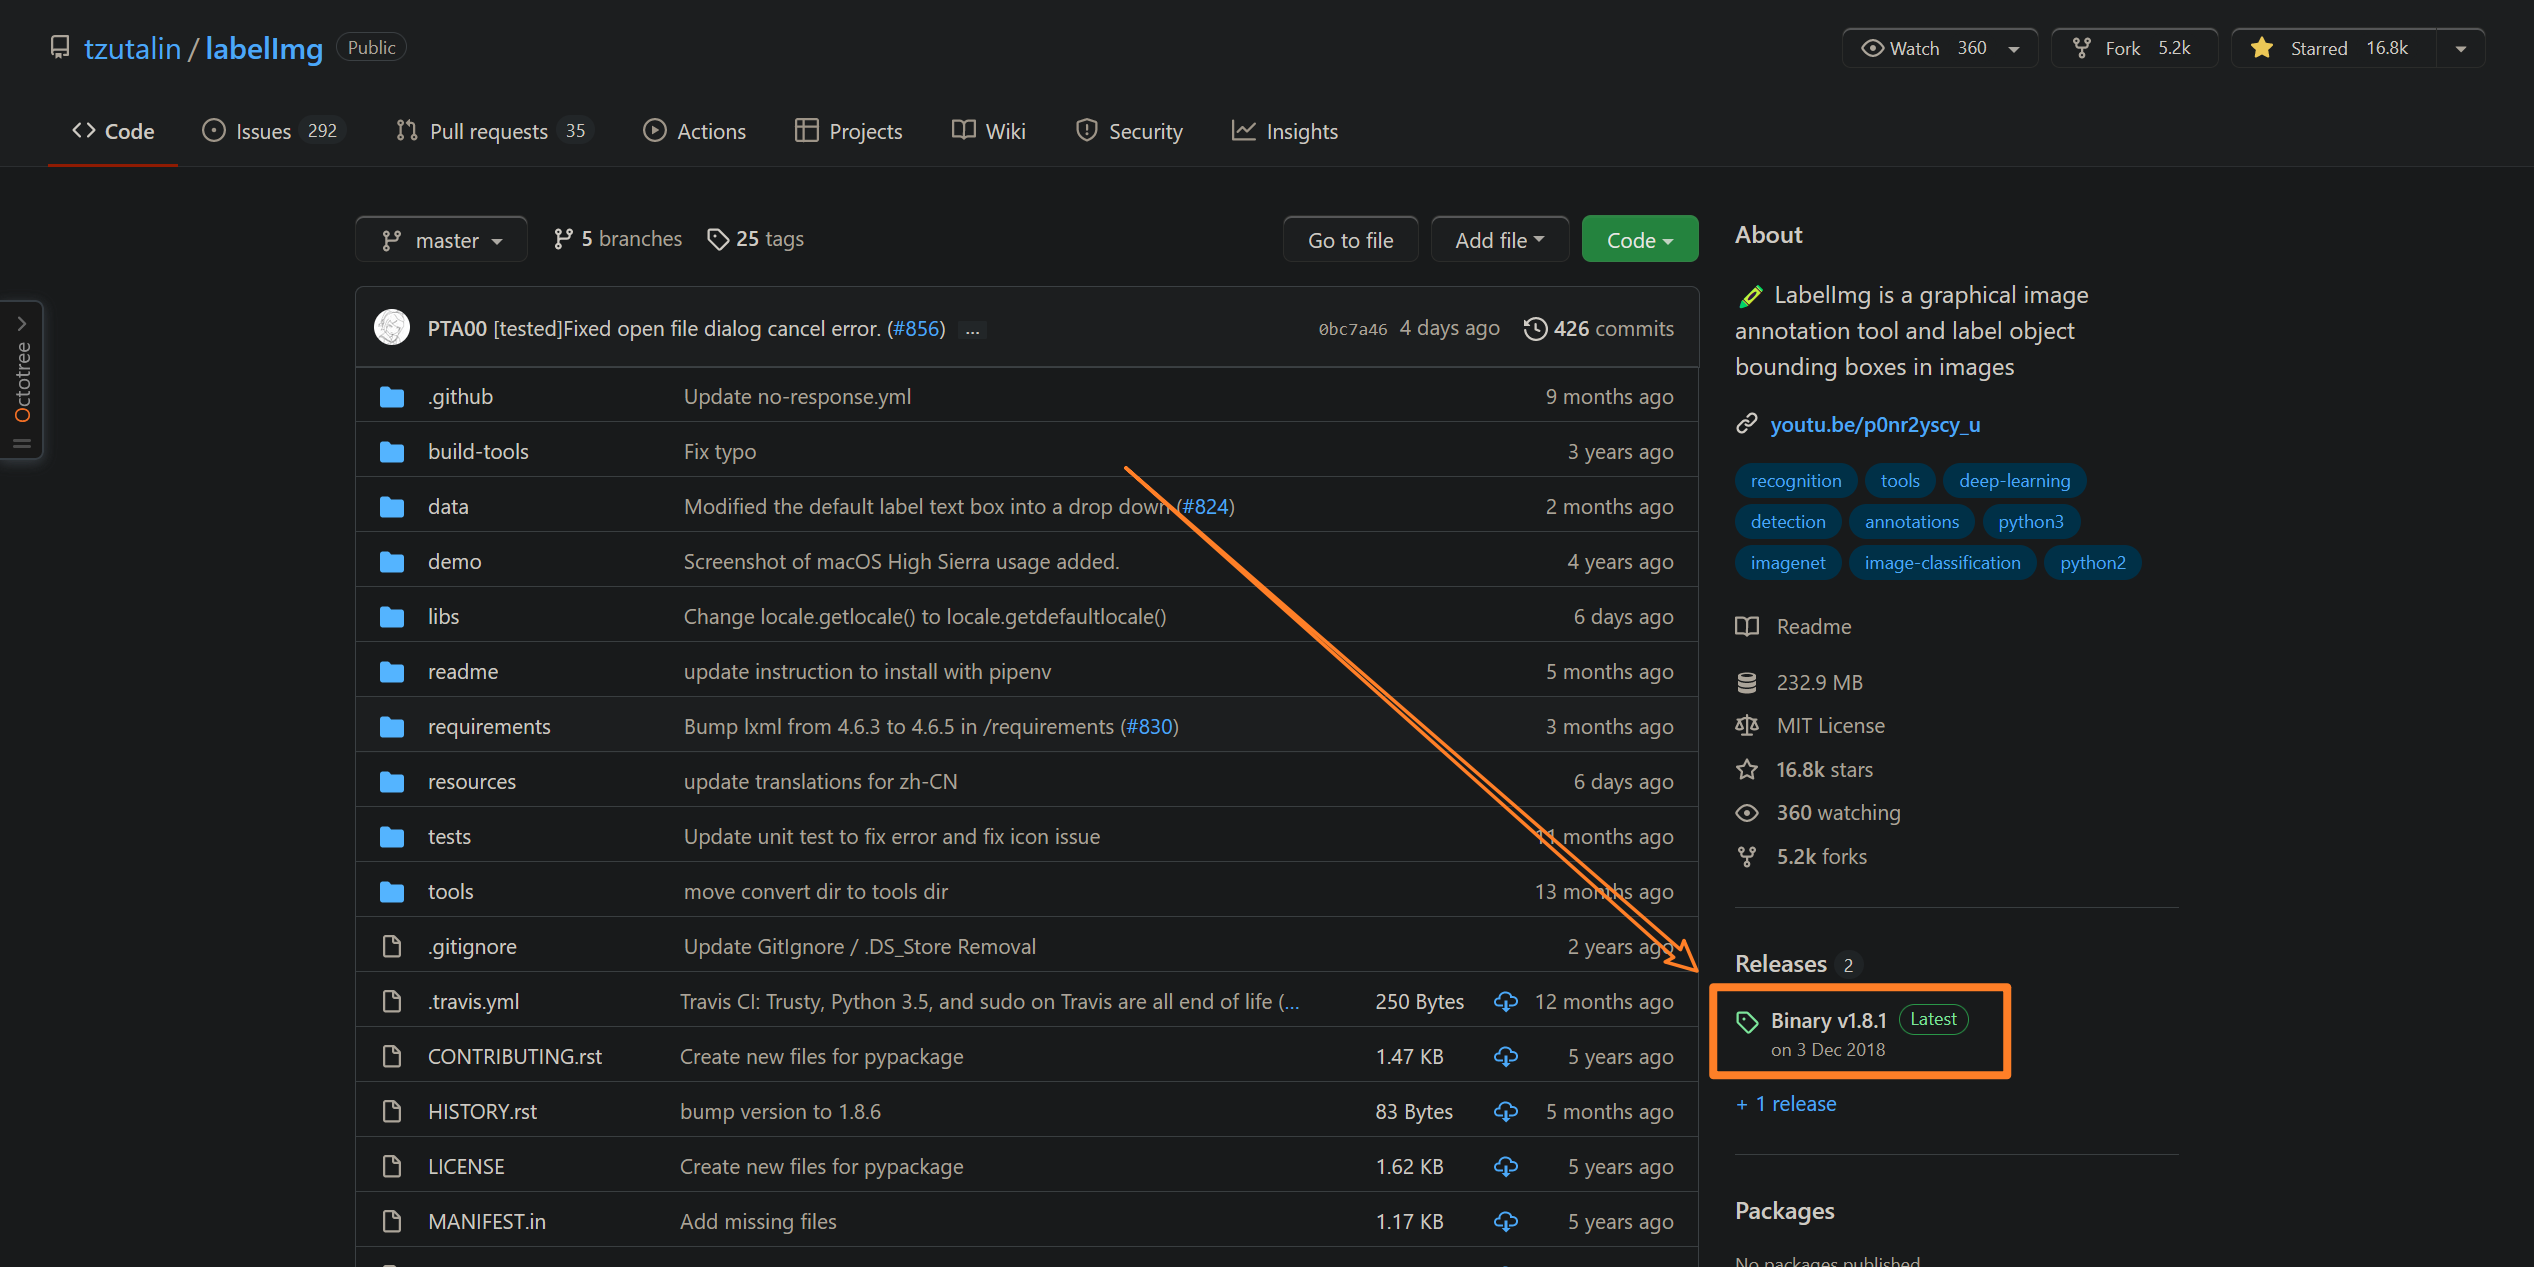 tzutalin / labelImg Public
Watch 360 Fork 5.2k Starred 16.8k
Code Issues 292 Pull requests 35 Actions Projects Wiki Security Insights
master 5 branches 25 tags Go to file Add file Code
PTA00 [tested]Fixed open file dialog cancel error. (#856) ... 0bc7a46 4 days ago 426 commits
Octotree
.github Update no-response.yml 9 months ago
build-tools Fix typo 3 years ago
data Modified the default label text box into a drop down (#824) 2 months ago
demo Screenshot of macOS High Sierra usage added. 4 years ago
libs Change locale.getlocale() to locale.getdefaultlocale() 6 days ago
readme update instruction to install with pipenv 5 months ago
requirements Bump lxml from 4.6.3 to 4.6.5 in /requirements (#830) 3 months ago
resources update translations for zh-CN 6 days ago
tests Update unit test to fix error and fix icon issue 11 months ago
tools move convert dir to tools dir 13 months ago
.gitignore Update GitIgnore / .DS_Store Removal 2 years ago
.travis.yml Travis CI: Trusty, Python 3.5, and sudo on Travis are all end of life (... 250 Bytes 12 months ago
CONTRIBUTING.rst Create new files for pypackage 1.47 KB 5 years ago
HISTORY.rst bump version to 1.8.6 83 Bytes 5 months ago
LICENSE Create new files for pypackage 1.62 KB 5 years ago
MANIFEST.in Add missing files 1.17 KB 5 years ago
About
LabelImg is a graphical image
annotation tool and label object
bounding boxes in images
youtu.be/p0nr2yscy_u
recognition tools deep-learning
detection annotations python3
imagenet image-classification python2
Readme
232.9 MB
MIT License
16.8k stars
360 watching
5.2k forks
Releases 2
Binary v1.8.1 Latest
on 3 Dec 2018
+ 1 release
Packages
No packages published